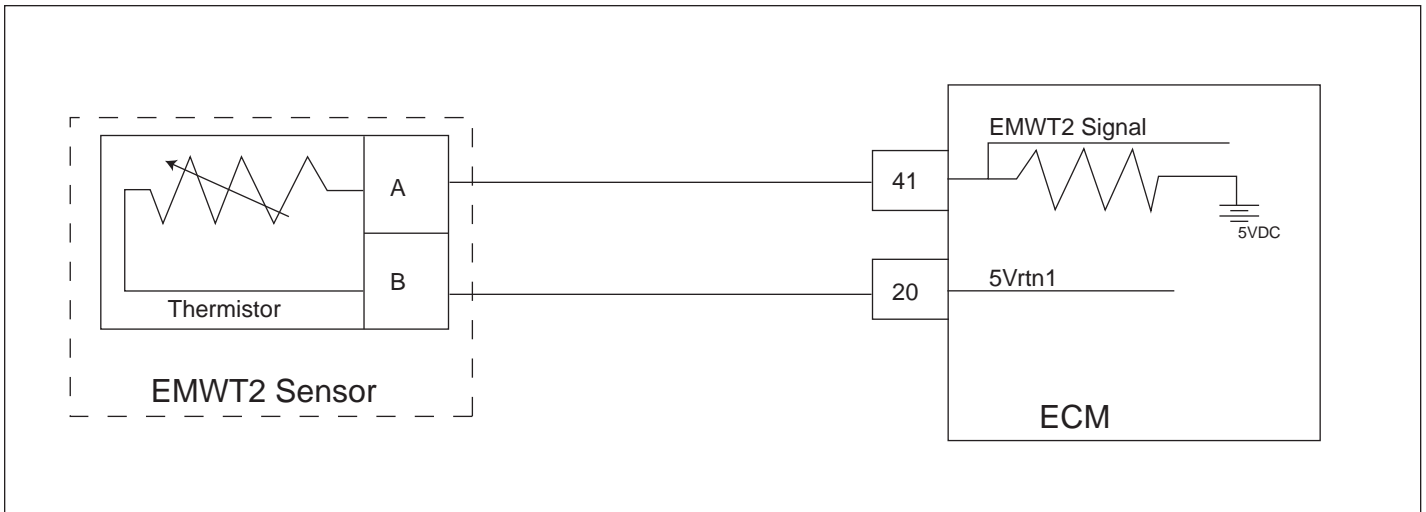 A
B
Thermistor
EMWT2 Sensor
41
20
EMWT2 Signal
5VDC
5Vrtn1
ECM